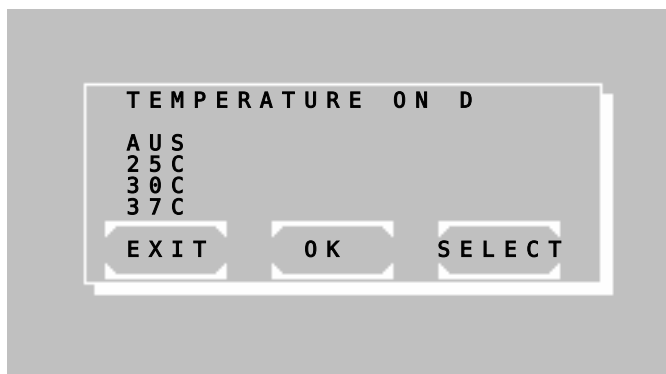 TEMPERATURE ON D
AUS
25C
30C
37C
EXIT OK SELECT